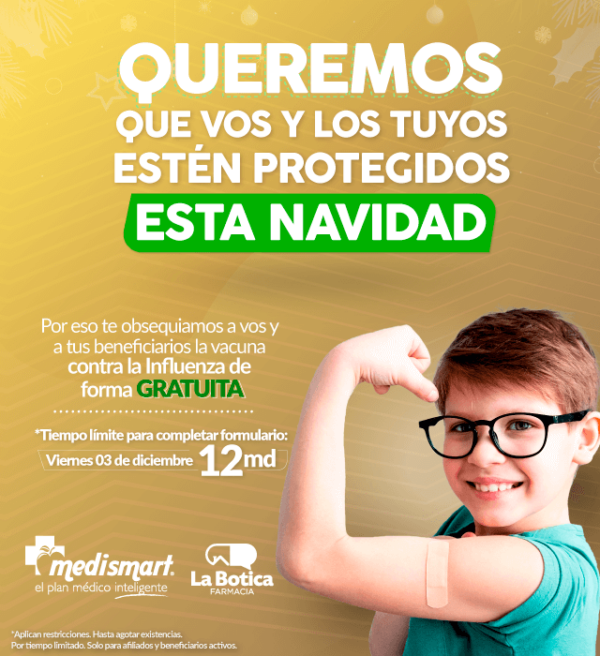 QUEREMOS
QUE VOS Y LOS TUYOS
ESTÉN PROTEGIDOS
ESTA NAVIDAD
Por eso te obsequiamos a vos y
a tus beneficiarios la vacuna
contra la Influenza de
forma GRATUITA
*Tiempo límite para completar formulario:
Viernes 03 de diciembre 12md
medismart.
el plan médico inteligente
La Botica
FARMACIA
*Aplican restricciones. Hasta agotar existencias.
Por tiempo limitado. Solo para afiliados y beneficiarios activos.